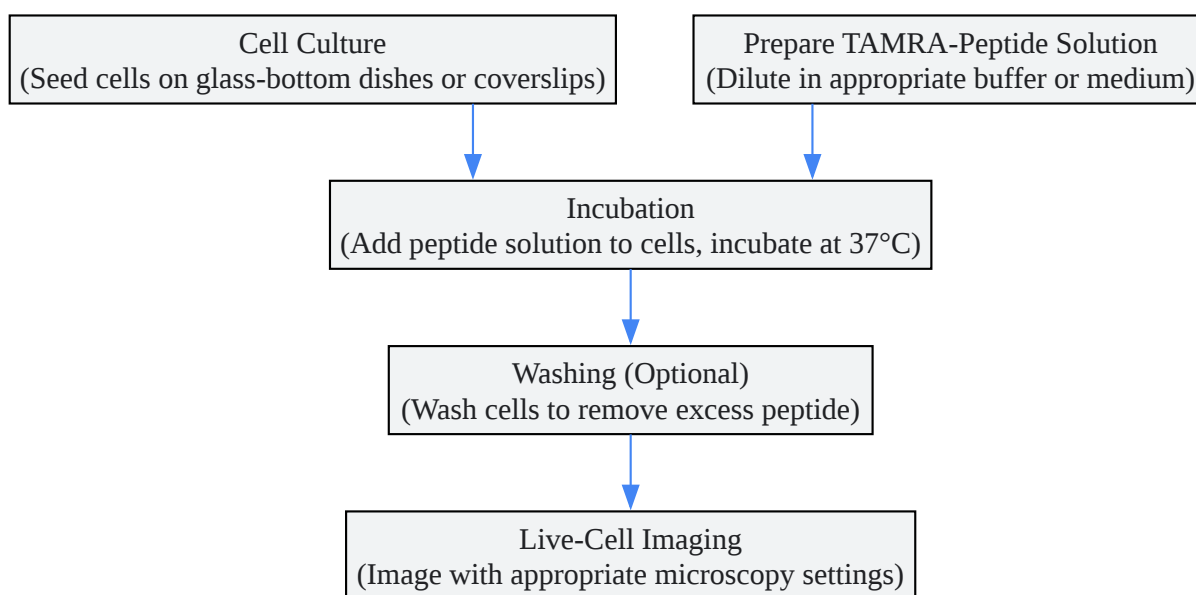 Cell Culture
(Seed cells on glass-bottom dishes or coverslips)
Prepare TAMRA-Peptide Solution
(Dilute in appropriate buffer or medium)
Incubation
(Add peptide solution to cells, incubate at 37°C)
Washing (Optional)
(Wash cells to remove excess peptide)
Live-Cell Imaging
(Image with appropriate microscopy settings)